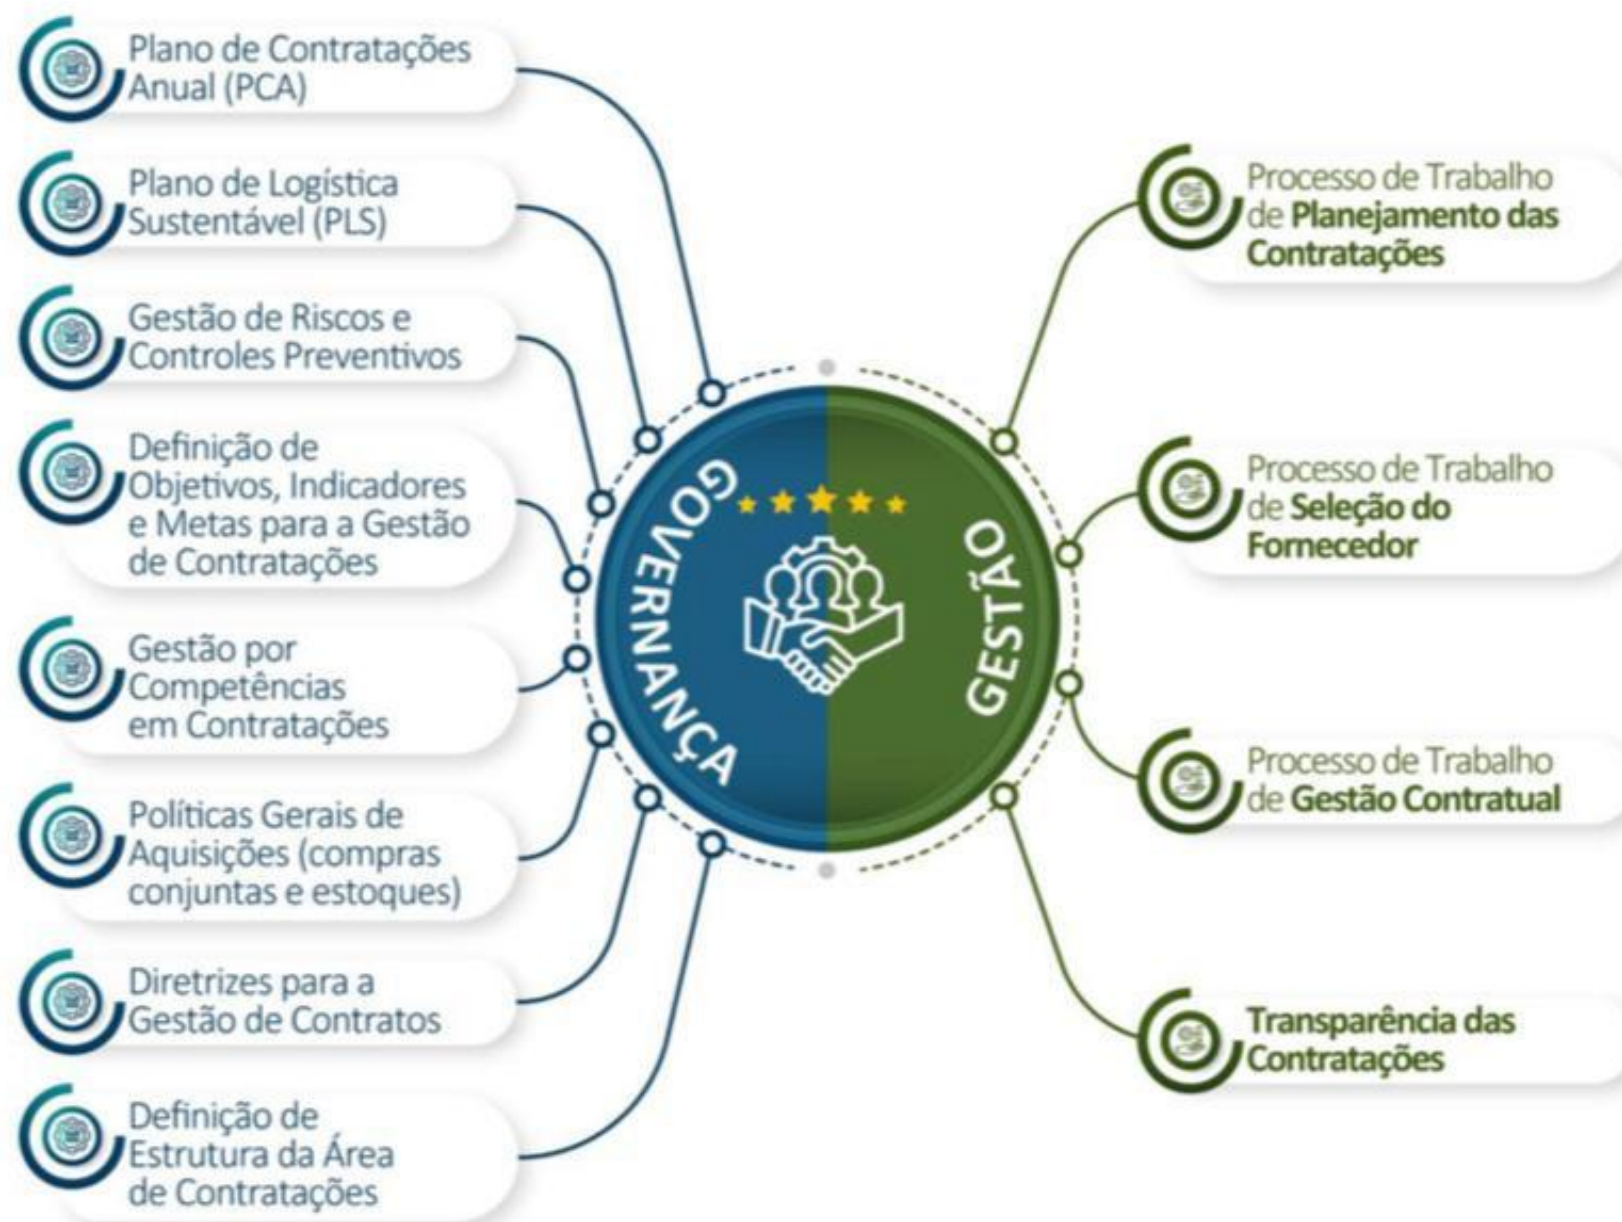 Plano de Contratações
Anual (PCA)
Plano de Logística
Sustentável (PLS)
Gestão de Riscos e
Controles Preventivos
Definição de
Objetivos, Indicadores
e Metas para a Gestão
de Contratações
Gestão por
Competências
em Contratações
Políticas Gerais de
Aquisições (compras
conjuntas e estoques)
Diretrizes para a
Gestão de Contratos
Definição de
Estrutura da Área
de Contratações
GOVERNANÇA
GESTÃO
Processo de Trabalho
de Planejamento das
Contratações
Processo de Trabalho
de Seleção do
Fornecedor
Processo de Trabalho
de Gestão Contratual
Transparência das
Contratações